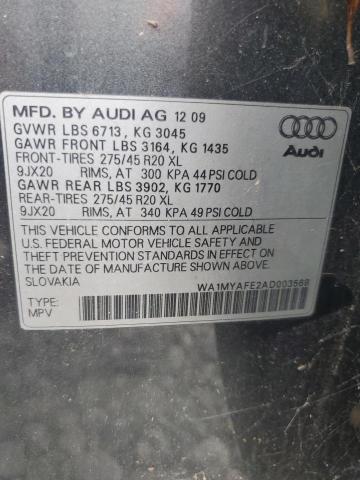 MFD. BY AUDI AG 12 09
GVWR LBS 6713, KG 3045
GAWR FRONT LBS 3164, KG 1435
FRONT-TIRES 275/45 R20 XL
9JX20 RIMS, AT 300 KPA 44 PSI COLD
GAWR REAR LBS 3902, KG 1770
REAR-TIRES 275/45 R20 XL
9JX20 RIMS, AT 340 KPA 49 PSI COLD
Audi
THIS VEHICLE CONFORMS TO ALL APPLICABLE
U.S. FEDERAL MOTOR VEHICLE SAFETY AND
THEFT PREVENTION STANDARDS IN EFFECT ON
THE DATE OF MANUFACTURE SHOWN ABOVE.
SLOVAKIA
WA1MYAFE2AD003568
TYPE:
MPV